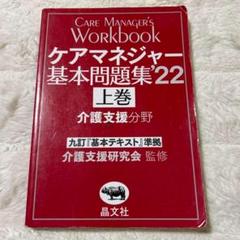 CARE MANAGER'S
WORKBOOK
ケアマネジャー
基本問題集'22
上巻
介護支援分野
九訂『基本テキスト』準拠
介護支援研究会 監修
晶文社